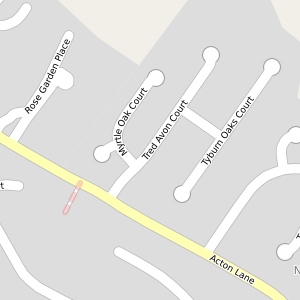 Rose Garden Place
Myrtle Oak Court
Tred Avon Court
Tyburn Oaks Court
Acton Lane